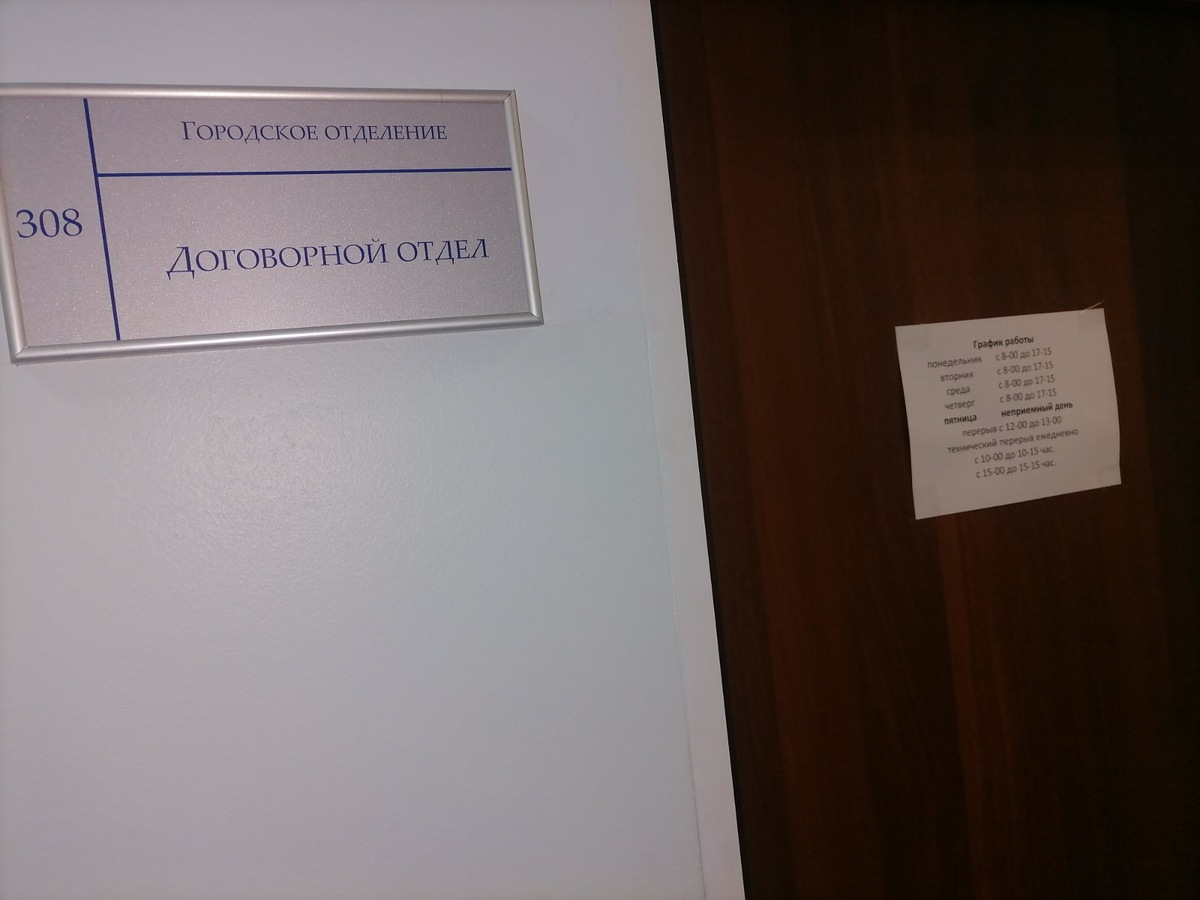 308
Городское отделение
Договорной отдел
График работы
понедельник с 8-00 до 17-15
вторник с 8-00 до 17-15
среда с 8-00 до 17-15
четверг с 8-00 до 17-15
пятница неприемный день
перерыв с 12-00 до 13-00
технический перерыв ежедневно
с 10-00 до 10-15 час.
с 15-00 до 15-15 час.